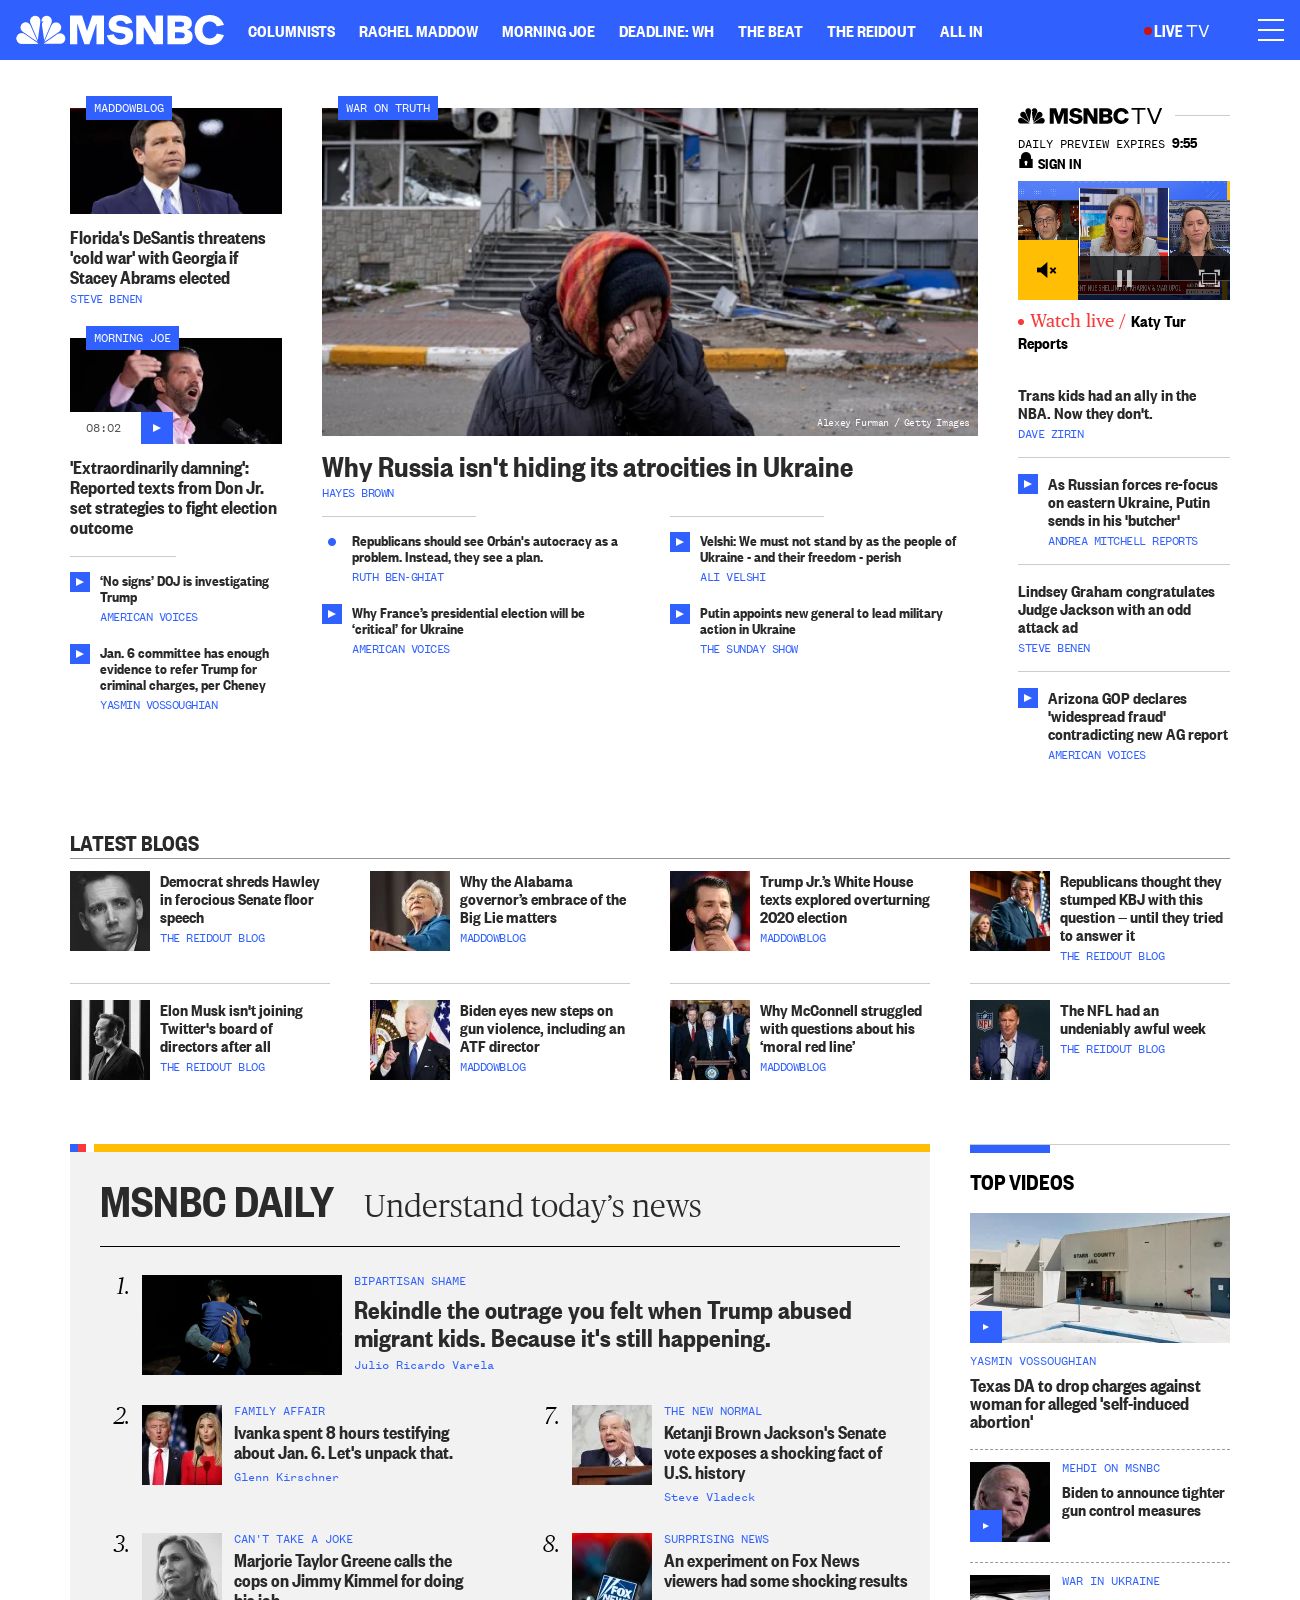 MSNBC COLUMNISTS RACHEL MADDOW MORNING JOE DEADLINE: WH THE BEAT THE REIDOUT ALL IN LIVE TV
MADDOWBLOG
Florida's DeSantis threatens
'cold war' with Georgia if
Stacey Abrams elected
STEVE BENEN
MORNING JOE
08:02
'Extraordinarily damning':
Reported texts from Don Jr.
set strategies to fight election
outcome
‘No signs’ DOJ is investigating
Trump
AMERICAN VOICES
Jan. 6 committee has enough
evidence to refer Trump for
criminal charges, per Cheney
YASMIN VOSSOUGHIAN
WAR ON TRUTH
Alexey Furman / Getty Images
Why Russia isn't hiding its atrocities in Ukraine
HAYES BROWN
Republicans should see Orbán's autocracy as a
problem. Instead, they see a plan.
RUTH BEN-GHIAT
Why France’s presidential election will be
‘critical’ for Ukraine
AMERICAN VOICES
Velshi: We must not stand by as the people of
Ukraine - and their freedom - perish
ALI VELSHI
Putin appoints new general to lead military
action in Ukraine
THE SUNDAY SHOW
MSNBC TV
DAILY PREVIEW EXPIRES 9:55
SIGN IN
Watch live / Katy Tur
Reports
Trans kids had an ally in the
NBA. Now they don't.
DAVE ZIRIN
As Russian forces re-focus
on eastern Ukraine, Putin
sends in his 'butcher'
ANDREA MITCHELL REPORTS
Lindsey Graham congratulates
Judge Jackson with an odd
attack ad
STEVE BENEN
Arizona GOP declares
'widespread fraud'
contradicting new AG report
AMERICAN VOICES
LATEST BLOGS
Democrat shreds Hawley
in ferocious Senate floor
speech
THE REIDOUT BLOG
Why the Alabama
governor’s embrace of the
Big Lie matters
MADDOWBLOG
Trump Jr.’s White House
texts explored overturning
2020 election
MADDOWBLOG
Republicans thought they
stumped KBJ with this
question — until they tried
to answer it
THE REIDOUT BLOG
Elon Musk isn't joining
Twitter's board of
directors after all
THE REIDOUT BLOG
Biden eyes new steps on
gun violence, including an
ATF director
MADDOWBLOG
Why McConnell struggled
with questions about his
‘moral red line’
MADDOWBLOG
NFL
The NFL had an
undeniably awful week
THE REIDOUT BLOG
MSNBC DAILY Understand today’s news
1.
BIPARTISAN SHAME
Rekindle the outrage you felt when Trump abused
migrant kids. Because it's still happening.
Julio Ricardo Varela
2.
FAMILY AFFAIR
Ivanka spent 8 hours testifying
about Jan. 6. Let's unpack that.
Glenn Kirschner
3.
CAN'T TAKE A JOKE
Marjorie Taylor Greene calls the
cops on Jimmy Kimmel for doing
his job
7.
THE NEW NORMAL
Ketanji Brown Jackson's Senate
vote exposes a shocking fact of
U.S. history
Steve Vladeck
8.
FOX
NEWS
SURPRISING NEWS
An experiment on Fox News
viewers had some shocking results
TOP VIDEOS
STARR COUNTY
JAIL
YASMIN VOSSOUGHIAN
Texas DA to drop charges against
woman for alleged 'self-induced
abortion'
MEHDI ON MSNBC
Biden to announce tighter
gun control measures
WAR IN UKRAINE